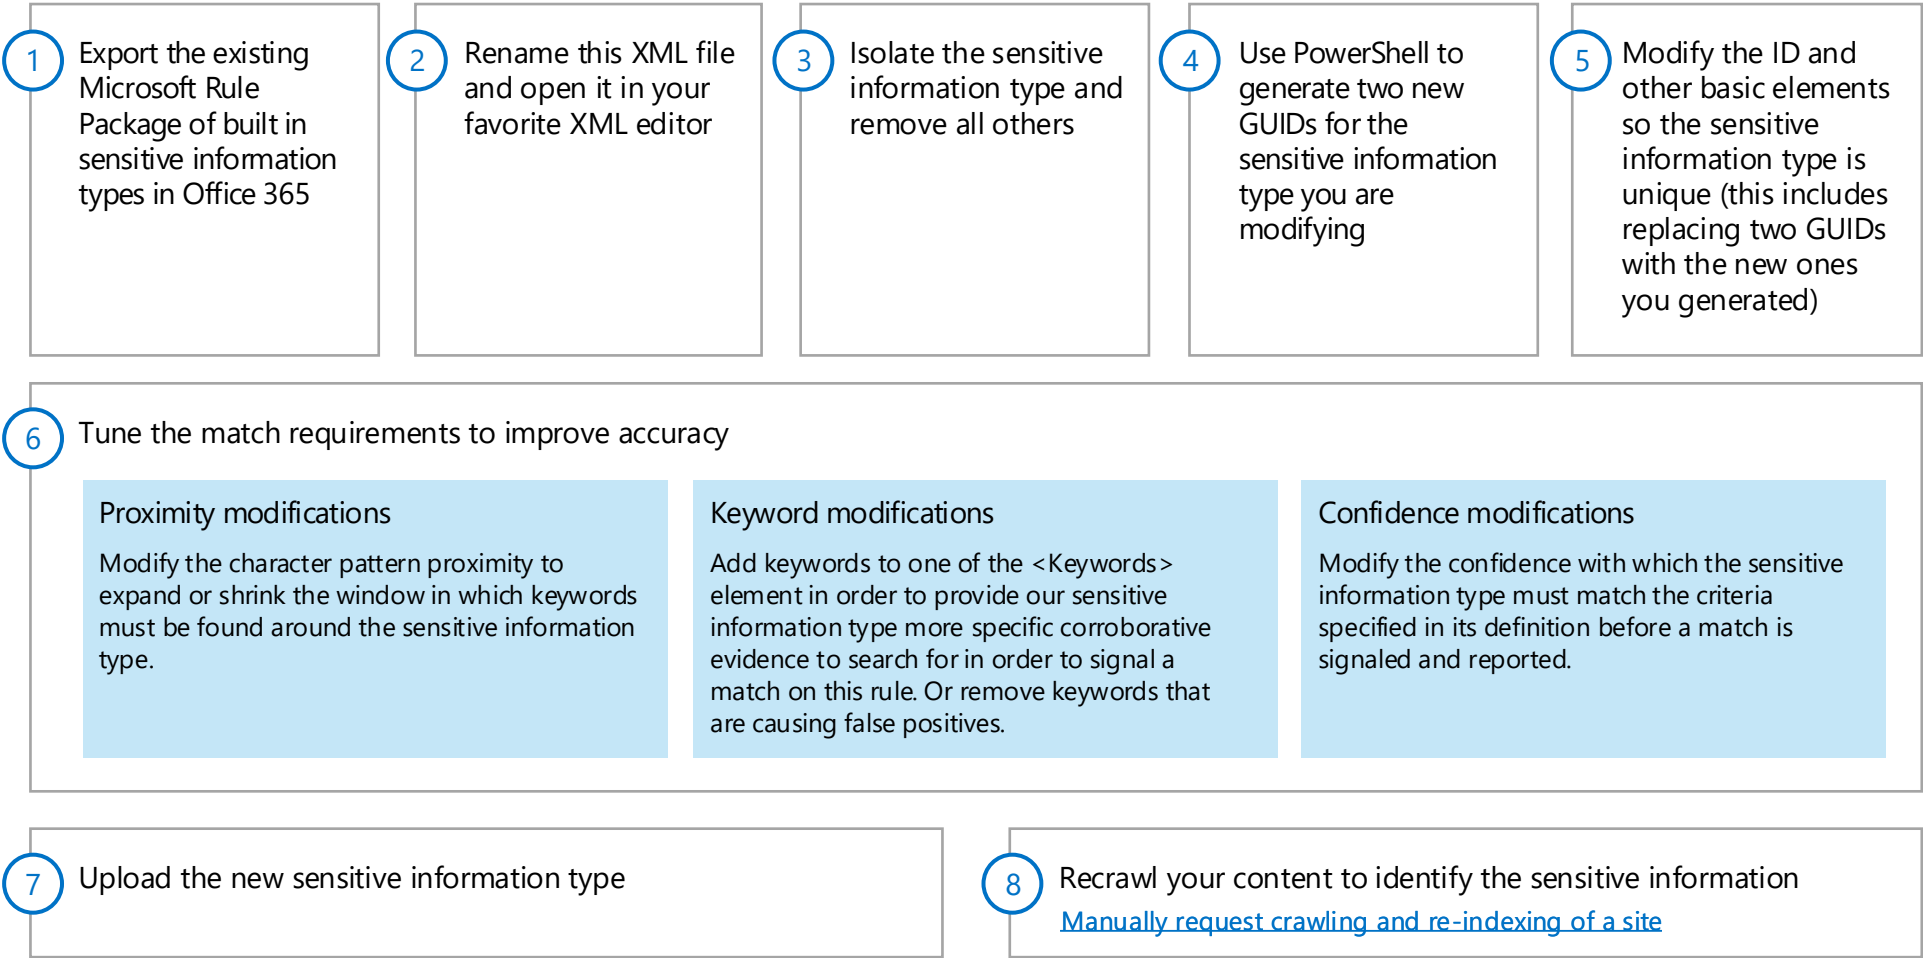 1
Export the existing
Microsoft Rule
Package of built in
sensitive information
types in Office 365
2
Rename this XML file
and open it in your
favorite XML editor
3
Isolate the sensitive
information type and
remove all others
4
Use PowerShell to
generate two new
GUIDs for the
sensitive information
type you are
modifying
5
Modify the ID and
other basic elements
so the sensitive
information type is
unique (this includes
replacing two GUIDs
with the new ones
you generated)
6
Tune the match requirements to improve accuracy
Proximity modifications
Modify the character pattern proximity to
expand or shrink the window in which keywords
must be found around the sensitive information
type.
Keyword modifications
Add keywords to one of the <Keywords>
element in order to provide our sensitive
information type more specific corroborative
evidence to search for in order to signal a
match on this rule. Or remove keywords that
are causing false positives.
Confidence modifications
Modify the confidence with which the sensitive
information type must match the criteria
specified in its definition before a match is
signaled and reported.
7
Upload the new sensitive information type
8
Recrawl your content to identify the sensitive information
Manually request crawling and re-indexing of a site